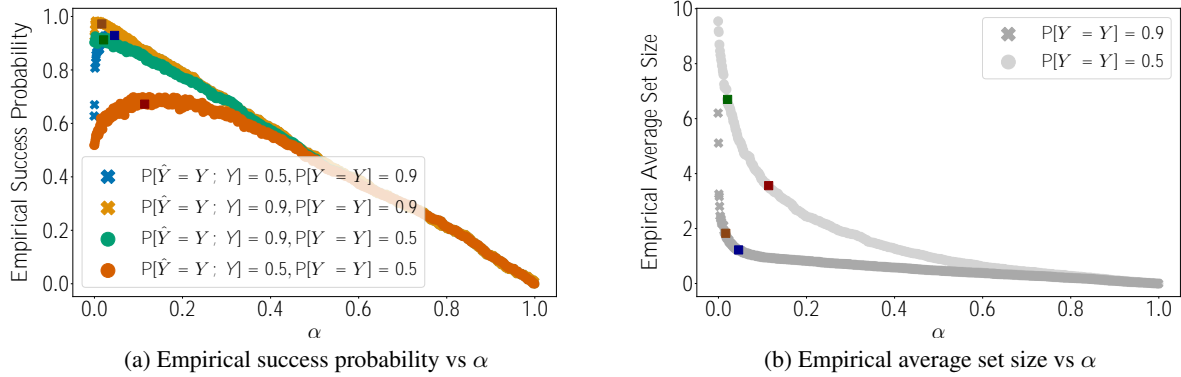 1.0
0.8
0.6
0.4
0.2
0.0
Empirical Success Probability
P[Ŷ = Y ; Y] = 0.5, P[Y = Y] = 0.9
P[Ŷ = Y ; Y] = 0.9, P[Y = Y] = 0.9
P[Ŷ = Y ; Y] = 0.9, P[Y = Y] = 0.5
P[Ŷ = Y ; Y] = 0.5, P[Y = Y] = 0.5
0.0 0.2 0.4 0.6 0.8 1.0
α
(a) Empirical success probability vs α
10
8
6
4
2
0
Empirical Average Set Size
P[Y = Y] = 0.9
P[Y = Y] = 0.5
0.0 0.2 0.4 0.6 0.8 1.0
α
(b) Empirical average set size vs α